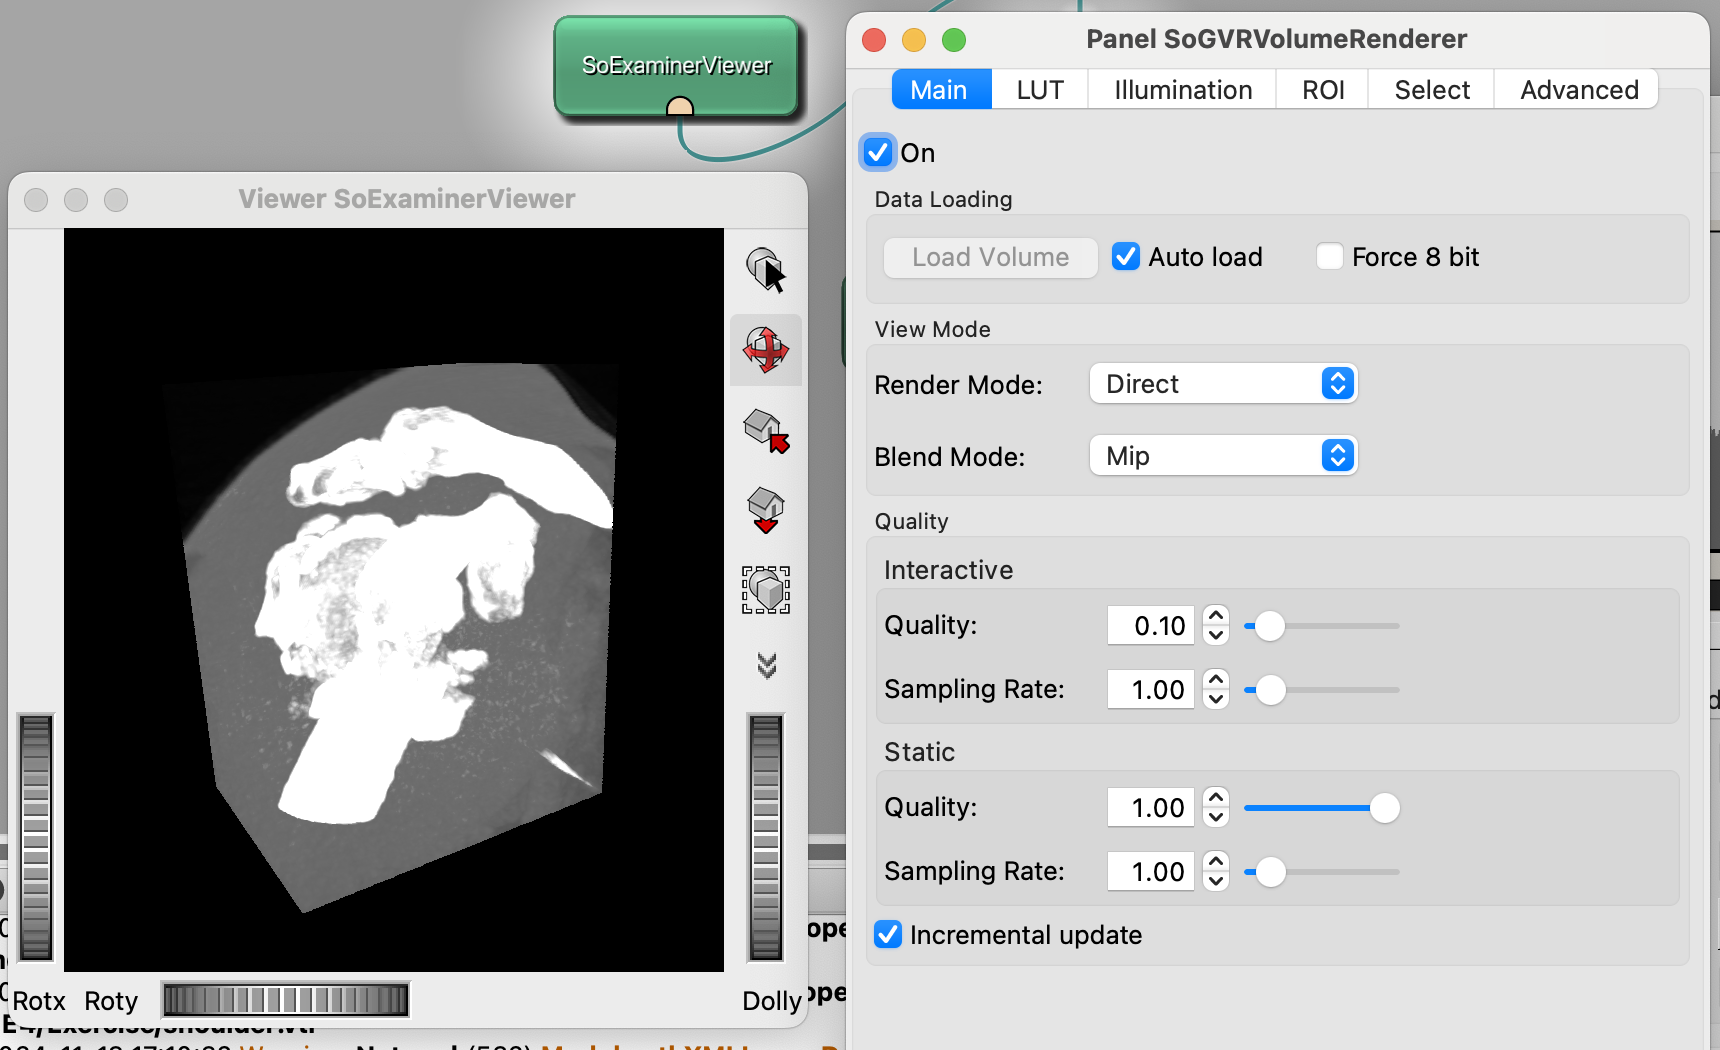 SoExaminerViewer
Viewer SoExaminerViewer
Rotx Roty
Dolly
Panel SoGVRVolumeRenderer
Main LUT Illumination ROI Select Advanced
On
Data Loading
Load Volume Auto load Force 8 bit
View Mode
Render Mode: Direct
Blend Mode: Mip
Quality
Interactive
Quality: 0.10
Sampling Rate: 1.00
Static
Quality: 1.00
Sampling Rate: 1.00
Incremental update